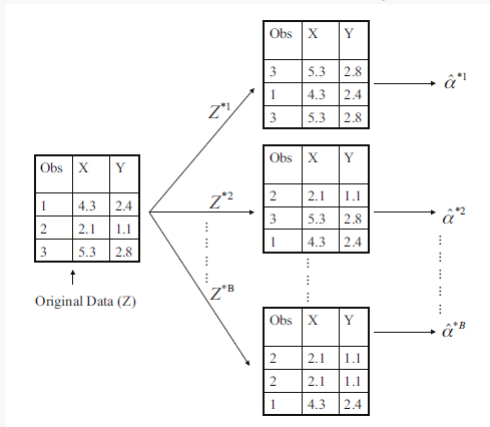 Obs X Y
3 5.3 2.8
1 4.3 2.4
3 5.3 2.8
α̂*1
Z*1
Obs X Y
1 4.3 2.4
2 2.1 1.1
3 5.3 2.8
Original Data (Z)
Z*2
Obs X Y
2 2.1 1.1
3 5.3 2.8
1 4.3 2.4
α̂*2
Z*B
Obs X Y
2 2.1 1.1
2 2.1 1.1
1 4.3 2.4
α̂*B